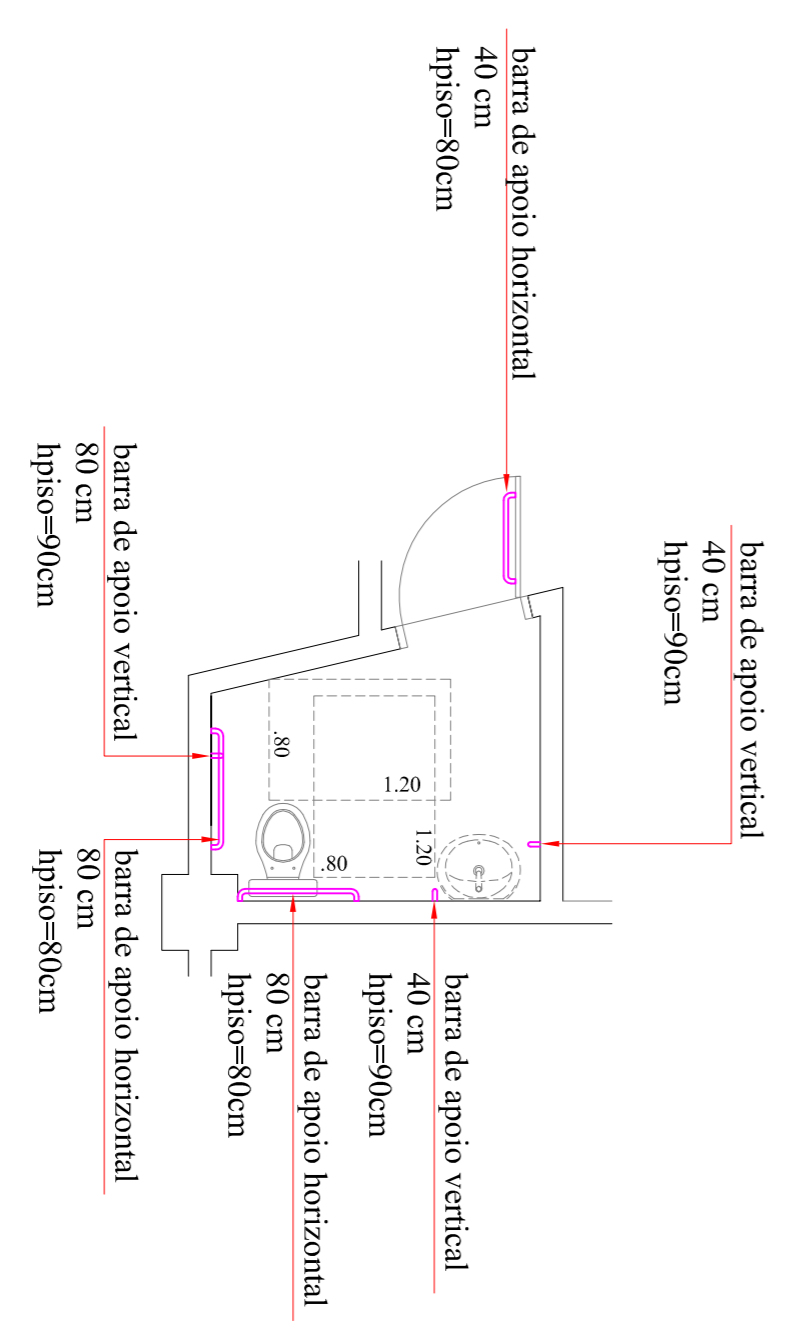 barra de apoio horizontal
40 cm
hpiso=80cm
barra de apoio vertical
40 cm
hpiso=90cm
barra de apoio vertical
80 cm
hpiso=90cm
.80
1.20
1.20
.80
barra de apoio horizontal
80 cm
hpiso=80cm
barra de apoio horizontal
80 cm
hpiso=80cm
barra de apoio vertical
40 cm
hpiso=90cm